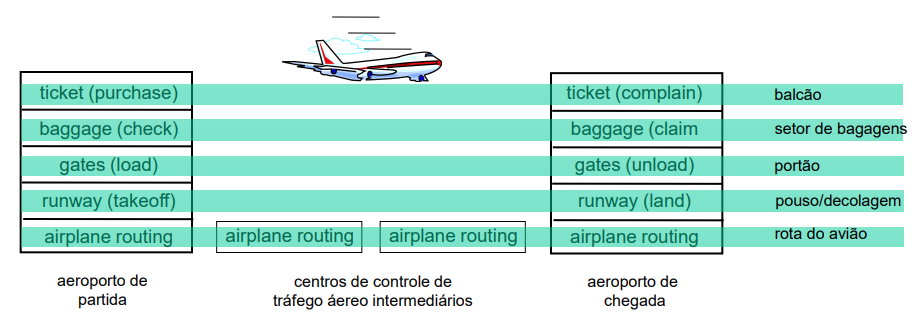 ticket (purchase) ticket (complain) balcão
baggage (check) baggage (claim setor de bagagens
gates (load) gates (unload) portão
runway (takeoff) runway (land) pouso/decolagem
airplane routing airplane routing airplane routing airplane routing rota do avião
aeroporto de
partida
centros de controle de
tráfego áereo intermediários
aeroporto de
chegada